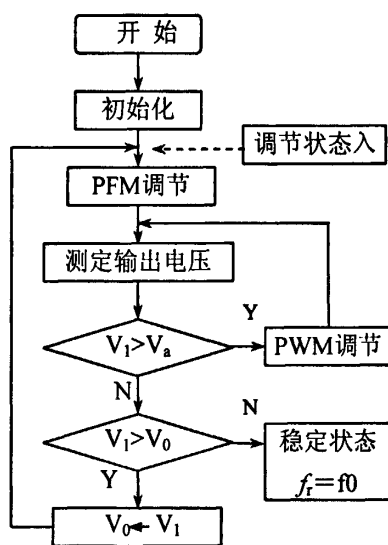 开 始
初始化
调节状态入
PFM调节
测定输出电压
Y
V₁>Vₐ
PWM调节
N
N
V₁>V₀
稳定状态
fᵣ=f0
Y
V₀← V₁